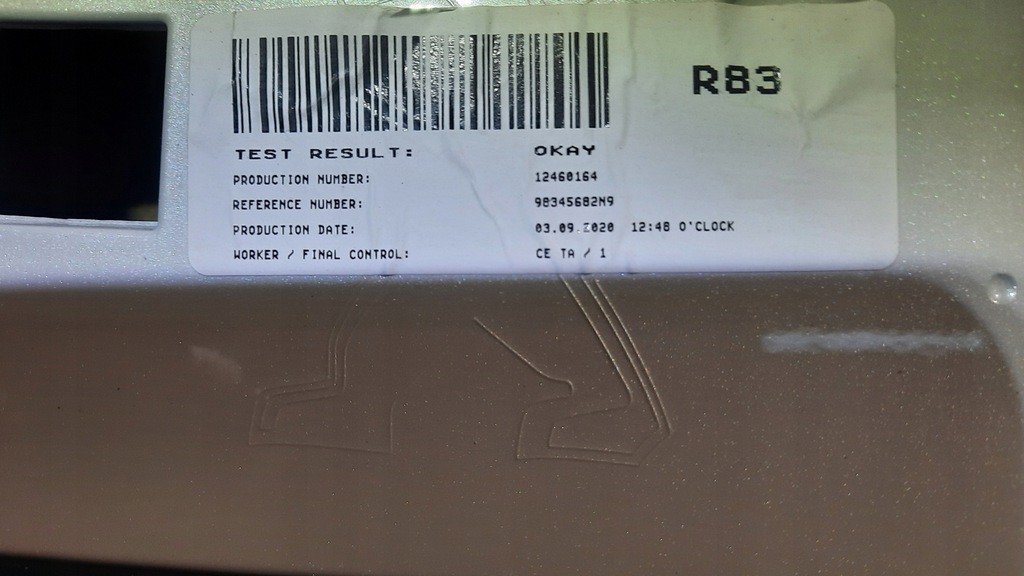 R83
TEST RESULT: OKAY
PRODUCTION NUMBER: 12460164
REFERENCE NUMBER: 98345682N9
PRODUCTION DATE: 03.09.2020 12:48 O'CLOCK
WORKER / FINAL CONTROL: CE TA / 1